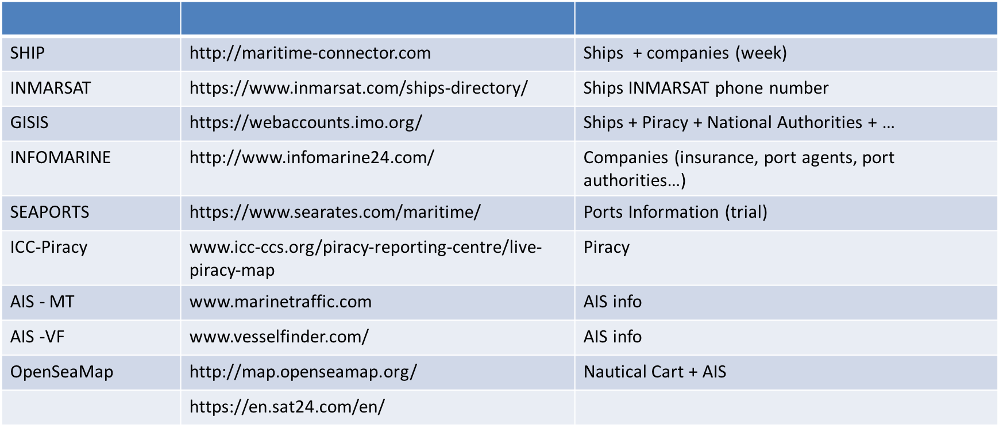 SHIP http://maritime-connector.com Ships + companies (week)
INMARSAT https://www.inmarsat.com/ships-directory/ Ships INMARSAT phone number
GISIS https://webaccounts.imo.org/ Ships + Piracy + National Authorities + ...
INFOMARINE http://www.infomarine24.com/ Companies (insurance, port agents, port
authorities...)
SEAPORTS https://www.searates.com/maritime/ Ports Information (trial)
ICC-Piracy www.icc-ccs.org/piracy-reporting-centre/live- Piracy
piracy-map
AIS - MT www.marinetraffic.com AIS info
AIS -VF www.vesselfinder.com/ AIS info
OpenSeaMap http://map.openseamap.org/ Nautical Cart + AIS
https://en.sat24.com/en/